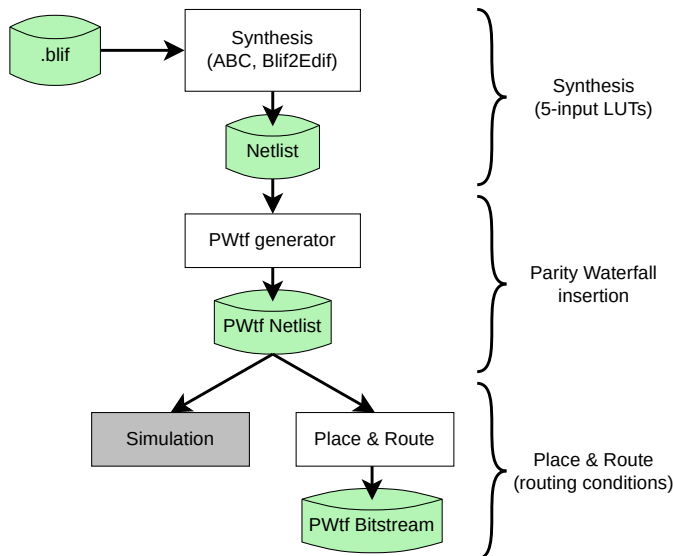 .blif
Synthesis
(ABC, Blif2Edif)
Synthesis
(5-input LUTs)
Netlist
PWtf generator
Parity Waterfall
insertion
PWtf Netlist
Simulation
Place & Route
Place & Route
(routing conditions)
PWtf Bitstream